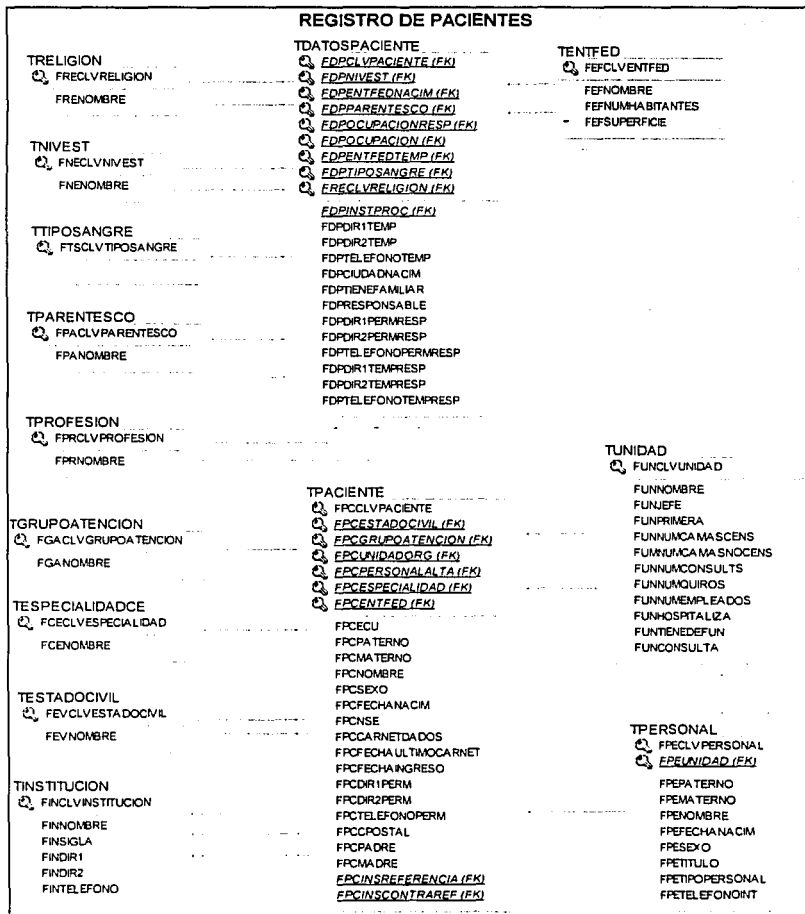 REGISTRO DE PACIENTES
TRELIGION
FRECLVRELIGION
FRENOMBRE
TNIVEST
FNECLVNIVEST
FNENOMBRE
TTIPOSANGRE
FTSCLVTIPOSANGRE
TPARENTESCO
FPACLVPARENTESCO
FPANOMBRE
TPROFESION
FPRCLVPROFESION
FPRNOMBRE
TGRUPOATENCION
FGACLVGRUPOATENCION
FGANOMBRE
TESPECIALIDADCE
FCECLVESPECIALIDAD
FCENOMBRE
TESTADOCIVIL
FEVCLVESTADOCIVIL
FEVNOMBRE
TINSTITUCION
FINCLVINSTITUCION
FINNOMBRE
FINSIGLA
FINDIR1
FINDIR2
FINTELEFONO
TDATOSPACIENTE
FDPCLVPACIENTE (FK)
FDPNIVEST (FK)
FDPENTFEDNACIM (FK)
FDPPARENTESCO (FK)
FDPOCUPACIONRESP (FK)
FDPOCUPACION (FK)
FDPENTFEDTEMP (FK)
FDPTIPOSANGRE (FK)
FRECLVRELIGION (FK)
FDPINSTPROC (FK)
FDPDIR1TEMP
FDPDIR2TEMP
FDPTELEFONOTEMP
FDPCIUDADNACIM
FDPTIENEFAMILIAR
FDPRESPONSABLE
FDPDIR1PERMRESP
FDPDIR2PERMRESP
FDPTELEFONOPERMRESP
FDPDIR1TEMPRESP
FDPDIR2TEMPRESP
FDPTELEFONOTEMPRESP
TPACIENTE
FPCCLVPACIENTE
FPCESTADOCIVIL (FK)
FPCGRUPOATENCION (FK)
FPCUNIDADORG (FK)
FPCPERSONALALTA (FK)
FPCESPECIALIDAD (FK)
FPCENTFED (FK)
FPCECU
FPCPATERNO
FPCMATERNO
FPCNOMBRE
FPCSEXO
FPCFECHANACIM
FPCNSE
FPCCARNETDADOS
FPCFECHAULTIMOCARNET
FPCFECHAINGRESO
FPCDIR1PERM
FPCDIR2PERM
FPCTELEFONOPERM
FPCCPOSTAL
FPCPADRE
FPCMADRE
FPCINSREFERENCIA (FK)
FPCINSCONTRAREF (FK)
TENTFED
FEFCLVENTFED
FEFNOMBRE
FEFNUMHABITANTES
FEFSUPERFICIE
TUNIDAD
FUNCLVUNIDAD
FUNNOMBRE
FUNJEFE
FUNPRIMERA
FUNNUMCAMASCENS
FUMNUMCAMASNOCENS
FUNNUMCONSULTS
FUNNUMQUIROS
FUNNUMEMPLEADOS
FUNHOSPITALIZA
FUNTIENEDEFUN
FUNCONSULTA
TPERSONAL
FPECLVPERSONAL
FPEUNIDAD (FK)
FPEPATERNO
FPEMATERNO
FPENOMBRE
FPEFECHANACIM
FPESEXO
FPETITULO
FPETIPOPERSONAL
FPETELEFONOINT